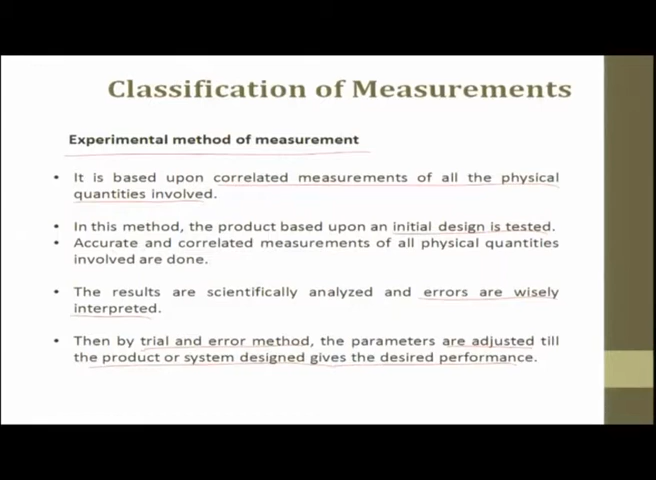 Classification of Measurements
Experimental method of measurement
• It is based upon correlated measurements of all the physical
quantities involved.
• In this method, the product based upon an initial design is tested.
• Accurate and correlated measurements of all physical quantities
involved are done.
• The results are scientifically analyzed and errors are wisely
interpreted.
• Then by trial and error method, the parameters are adjusted till
the product or system designed gives the desired performance.